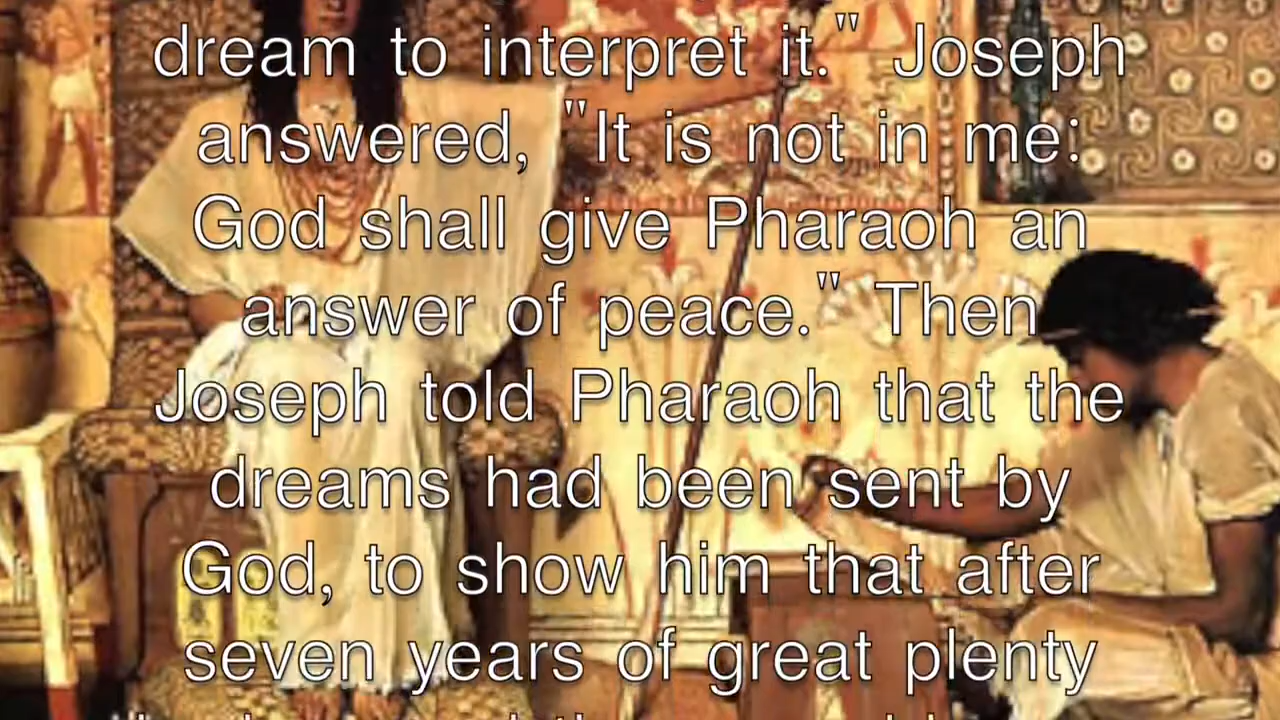 dream to interpret it." Joseph
answered, "It is not in me:
God shall give Pharaoh an
answer of peace." Then
Joseph told Pharaoh that the
dreams had been sent by
God, to show him that after
seven years of great plenty